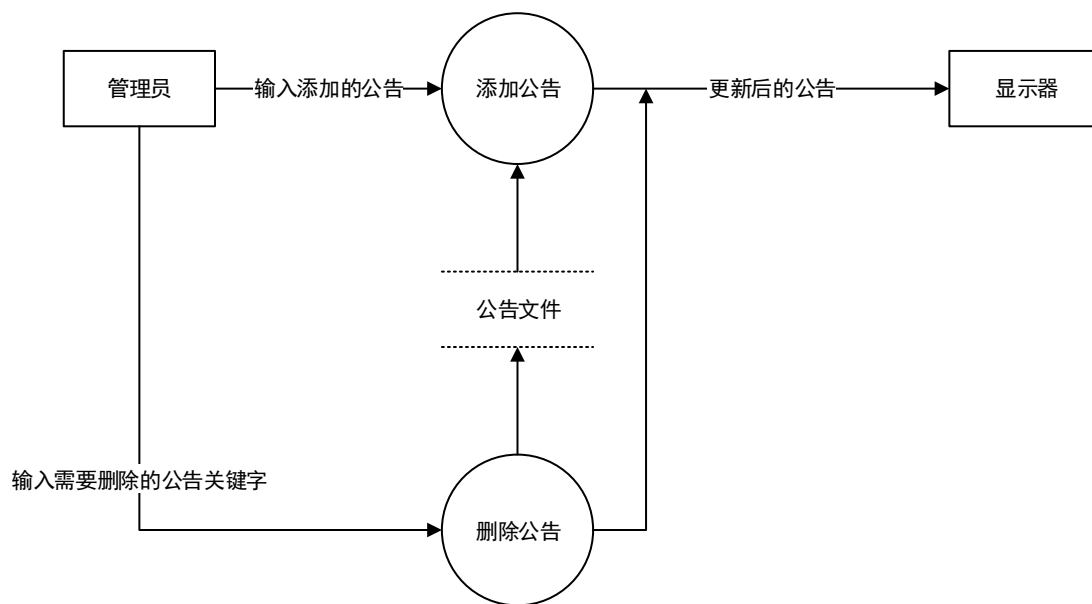 管理员
输入添加的公告
添加公告
更新后的公告
显示器
公告文件
输入需要删除的公告关键字
删除公告